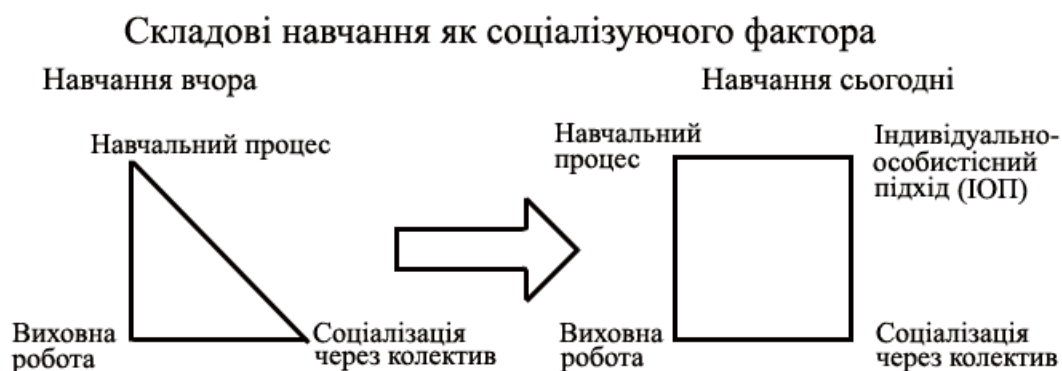 Складові навчання як соціалізуючого фактора
Навчання вчора
Навчання сьогодні
Навчальний процес
Виховна
робота
Соціалізація
через колектив
Навчальний
процес
Індивідуально-
особистісний
підхід (ІОП)
Виховна
робота
Соціалізація
через колектив